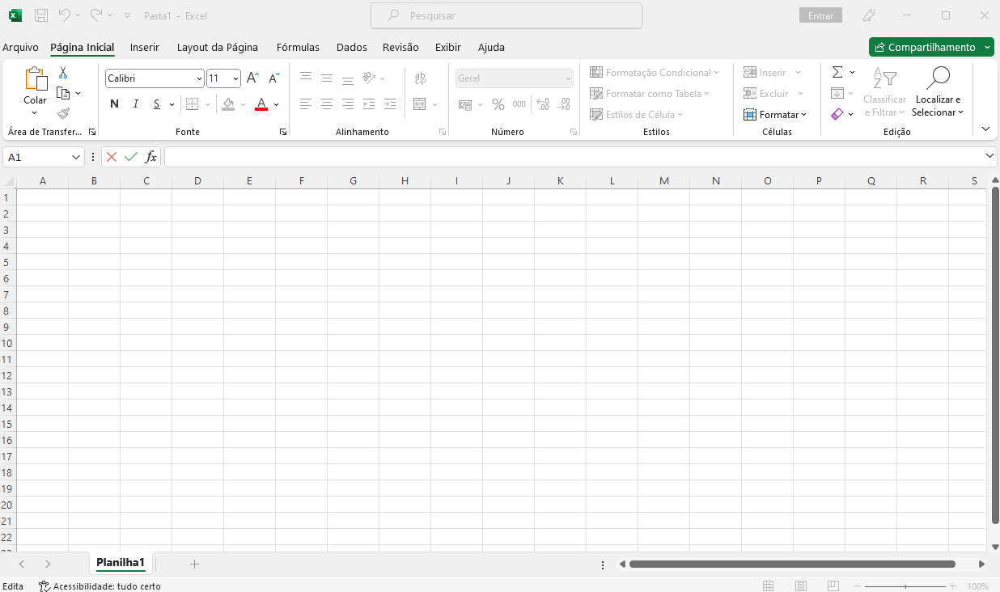 Pasta1 - Excel
Pesquisar
Entrar
Arquivo Página Inicial Inserir Layout da Página Fórmulas Dados Revisão Exibir Ajuda
Compartilhamento
Colar
Área de Transfer...
Calibri 11
N I S
Fonte
ab
Alinhamento
Geral
% 000
Número
Formatação Condicional
Formatar como Tabela
Estilos de Célula
Estilos
Inserir
Excluir
Formatar
Células
Classificar
e Filtrar
Localizar e
Selecionar
Edição
A1
fx
A B C D E F G H I J K L M N O P Q R S
1
2
3
4
5
6
7
8
9
10
11
12
13
14
15
16
17
18
19
20
21
22
Planilha1
Edita
Acessibilidade: tudo certo
100%